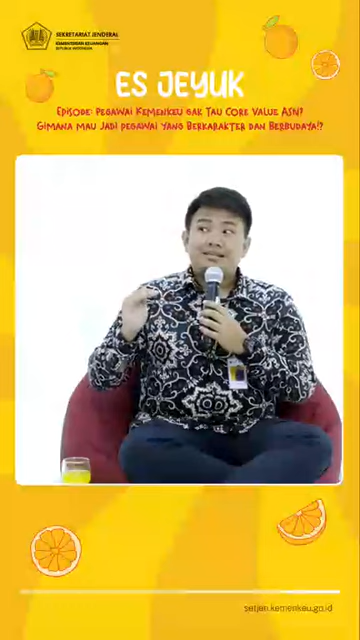 SEKRETARIAT JENDERAL
KEMENTERIAN KEUANGAN
REPUBLIK INDONESIA
ES JEYUK
EPISODE: PEGAWAI KEMENKEU GAK TAU CORE VALUE ASN?
GIMANA MAU JADI PEGAWAI YANG BERKARAKTER DAN BERBUDAYA!?
setjen.kemenkeu.go.id